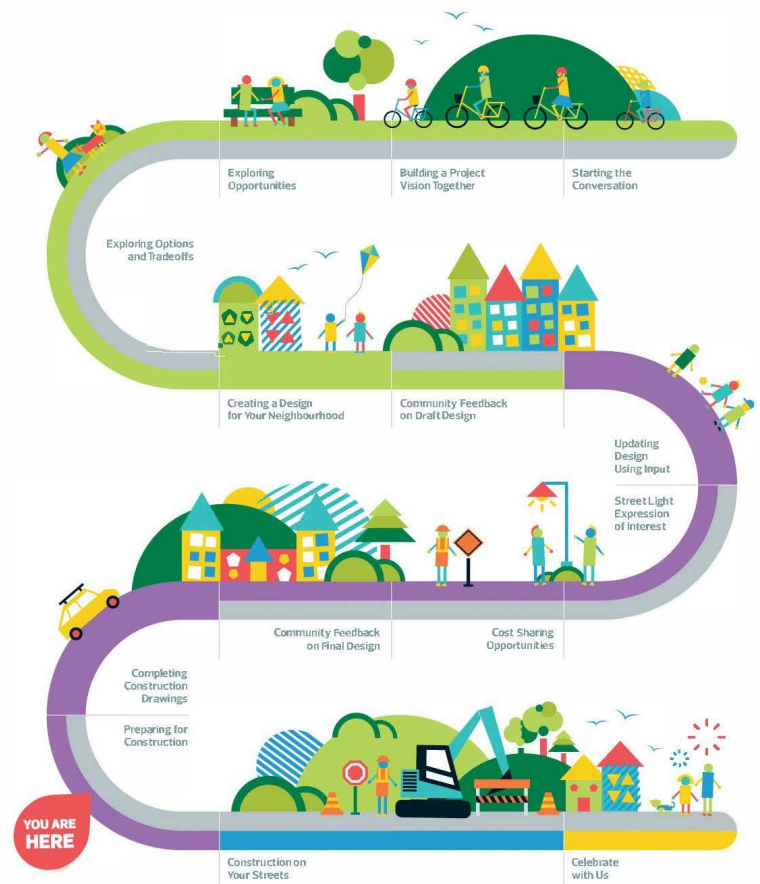 Exploring
Opportunities
Building a Project
Vision Together
Starting the
Conversation
Exploring Options
and Tradeoffs
Creating a Design
for Your Neighbourhood
Community Feedback
on Draft Design
Updating
Design
Using Input
Street Light
Expression
of Interest
Community Feedback
on Final Design
Cost Sharing
Opportunities
Completing
Construction
Drawings
Preparing for
Construction
YOU ARE
HERE
Construction on
Your Streets
Celebrate
with Us